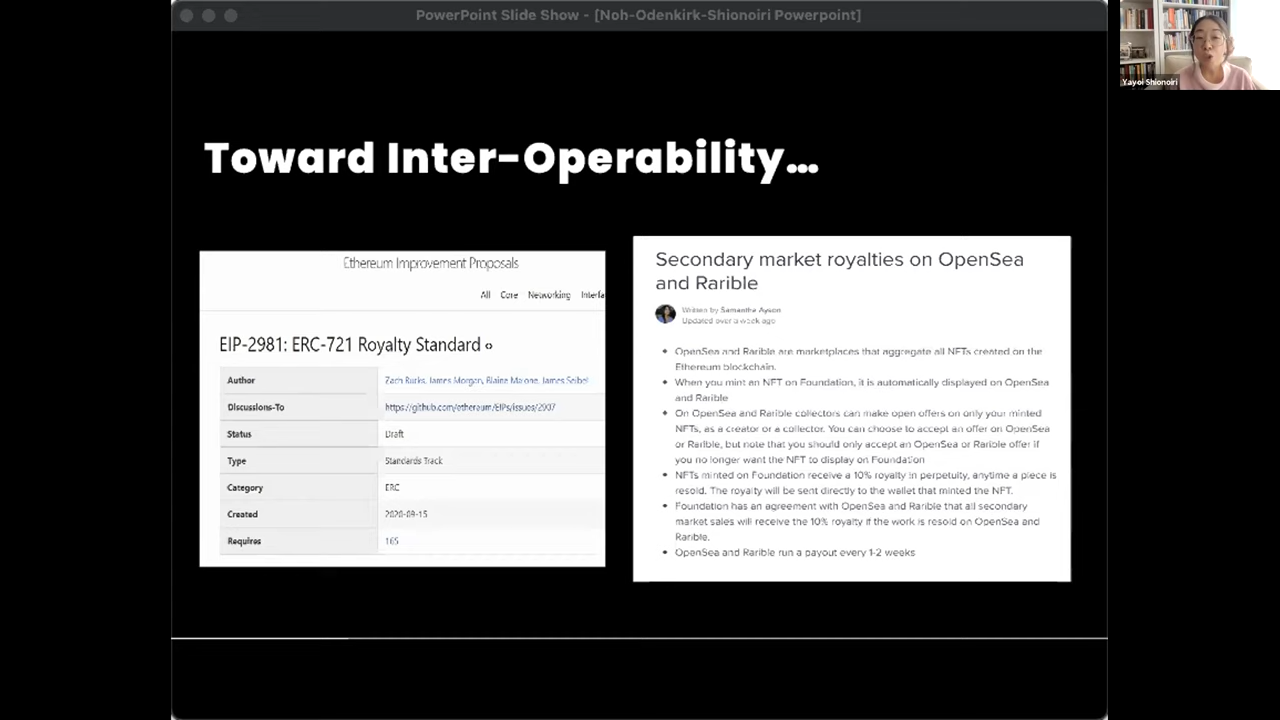 PowerPoint Slide Show - [Noh-Odenkirk-Shionoiri Powerpoint]
Yayoi Shionoiri
Toward Inter-Operability...
Ethereum Improvement Proposals
All Core Networking Interfa
EIP-2981: ERC-721 Royalty Standard
Author Zach Burks, James Morgan, Blaine Malone, James Seibel
Discussions-To https://github.com/ethereum/EIPs/issues/2907
Status Draft
Type Standards Track
Category ERC
Created 2020-09-15
Requires 165
Secondary market royalties on OpenSea
and Rarible
Written by Samantha Ayson
Updated over a week ago
• OpenSea and Rarible are marketplaces that aggregate all NFTs created on the
Ethereum blockchain.
• When you mint an NFT on Foundation, it is automatically displayed on OpenSea
and Rarible
• On OpenSea and Rarible collectors can make open offers on only your minted
NFTs, as a creator or a collector. You can choose to accept an offer on OpenSea
or Rarible, but note that you should only accept an OpenSea or Rarible offer if
you no longer want the NFT to display on Foundation
• NFTs minted on Foundation receive a 10% royalty in perpetuity, anytime a piece is
resold. The royalty will be sent directly to the wallet that minted the NFT.
• Foundation has an agreement with OpenSea and Rarible that all secondary
market sales will receive the 10% royalty if the work is resold on OpenSea and
Rarible.
• OpenSea and Rarible run a payout every 1-2 weeks